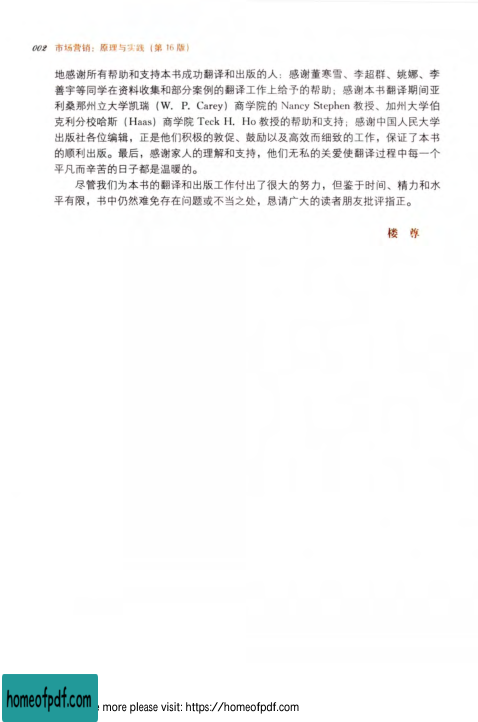 002 市场营销：原理与实践（第 16 版）
地感谢所有帮助和支持本书成功翻译和出版的人：感谢董寒雪、李超群、姚娜、李
善宇等同学在资料收集和部分案例的翻译工作上给予的帮助；感谢本书翻译期间亚
利桑那州立大学凯瑞（W. P. Carey）商学院的 Nancy Stephen 教授、加州大学伯
克利分校哈斯（Haas）商学院 Teck H. Ho 教授的帮助和支持；感谢中国人民大学
出版社各位编辑，正是他们积极的敦促、鼓励以及高效而细致的工作，保证了本书
的顺利出版。最后，感谢家人的理解和支持，他们无私的关爱使翻译过程中每一个
平凡而辛苦的日子都是温暖的。
尽管我们为本书的翻译和出版工作付出了很大的努力，但鉴于时间、精力和水
平有限，书中仍然难免存在问题或不当之处，恳请广大的读者朋友批评指正。
楼 尊
homeofpdf.com
more please visit: https://homeofpdf.com